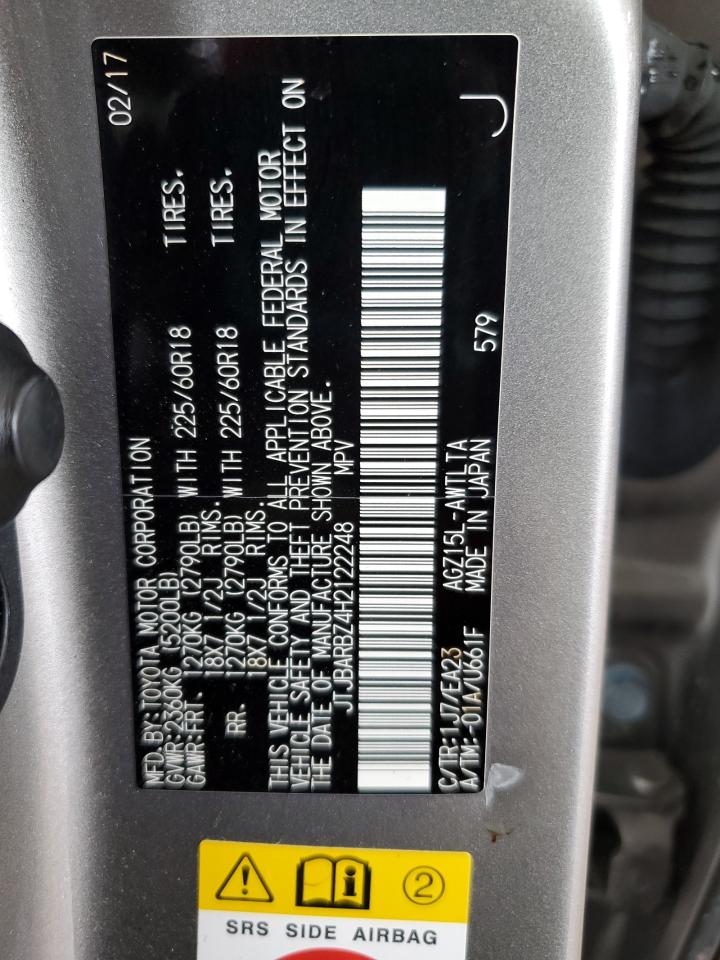 MFD. BY: TOYOTA MOTOR CORPORATION 02/17
GVWR: 2360KG (5200LB)
GAWR: FRT. 1270KG (2790LB) WITH 225/60R18 TIRES.
18X7 1/2J RIMS.
RR. 1270KG (2790LB) WITH 225/60R18 TIRES.
18X7 1/2J RIMS.
THIS VEHICLE CONFORMS TO ALL APPLICABLE FEDERAL MOTOR
VEHICLE SAFETY AND THEFT PREVENTION STANDARDS IN EFFECT ON
THE DATE OF MANUFACTURE SHOWN ABOVE.
JTJBARBZ4H2122248 MPV
C/TR: 1J7/EA23 AGZ15L-AWTLTA
A/TM: -01A/U661F MADE IN JAPAN 579 J
2
SRS SIDE AIRBAG